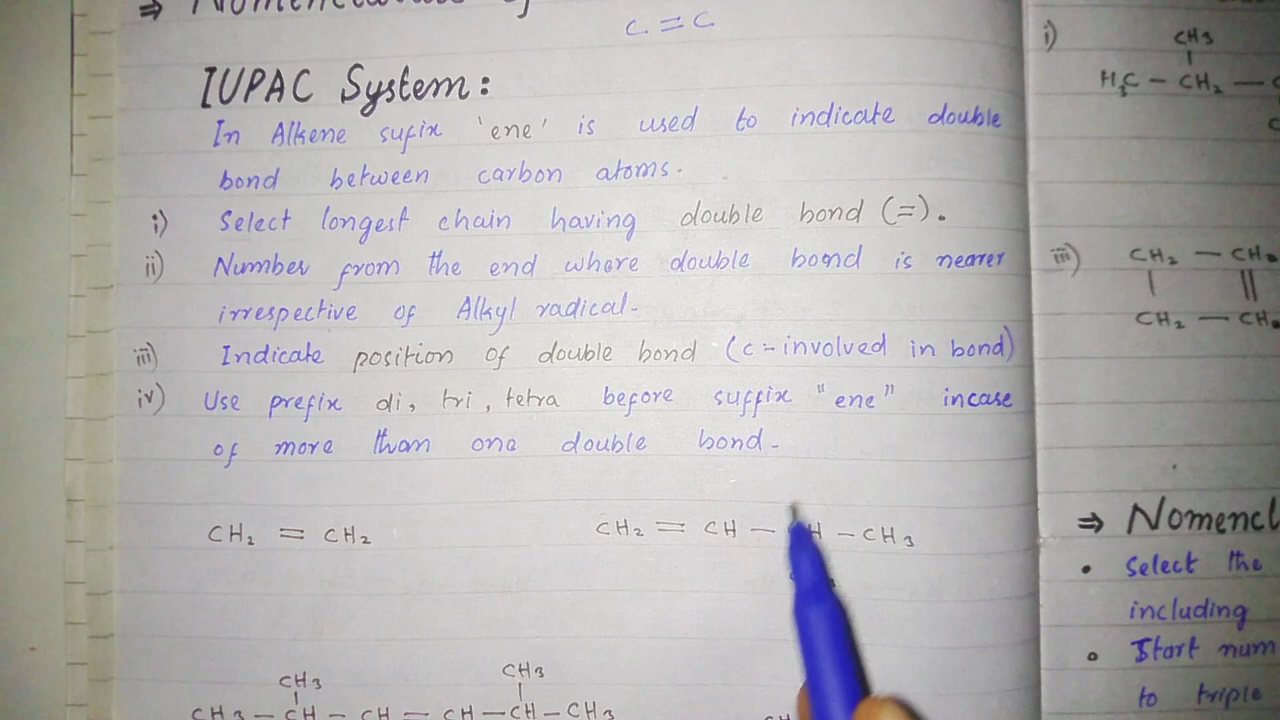 ⇒ Nomenclature of
C = C
IUPAC System:
In Alkene sufix 'ene' is used to indicate double
bond between carbon atoms.
i) Select longest chain having double bond (=).
ii) Number from the end where double bond is nearer
irrespective of Alkyl radical-
iii) Indicate position of double bond (c-involved in bond)
iv) Use prefix di, tri, tetra before suffix "ene" incase
of more than one double bond-
CH₂ = CH₂
CH₂ = CH — H — CH₃
CH₃
CH₃
CH₃ — CH — CH = CH — CH — CH₃
CH
i)
CH₃
H₃C — CH₂ —
iii) CH₂ — CH
CH₂ — CH
⇒ Nomencl
• Select the
including
• Start num
to triple